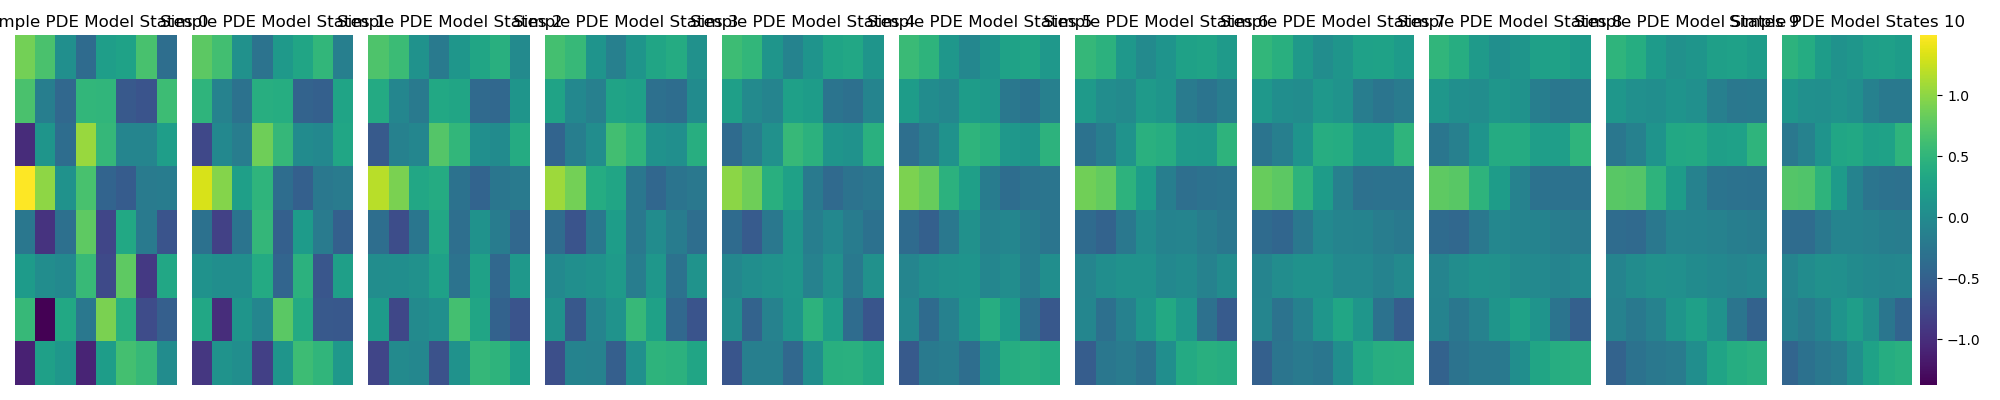 mple PDE Model States 0
Simple PDE Model States 1
Simple PDE Model States 2
Simple PDE Model States 3
Simple PDE Model States 4
Simple PDE Model States 5
Simple PDE Model States 6
Simple PDE Model States 7
Simple PDE Model States 8
Simple PDE Model States 9
Simple PDE Model States 10
1.0
0.5
0.0
−0.5
−1.0